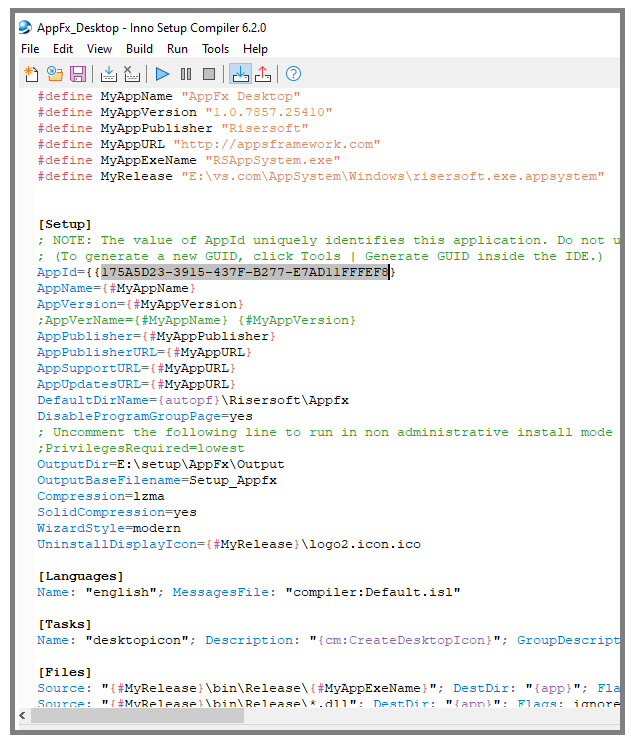 AppFx_Desktop - Inno Setup Compiler 6.2.0
File Edit View Build Run Tools Help
#define MyAppName "AppFx Desktop"
#define MyAppVersion "1.0.7857.25410"
#define MyAppPublisher "Risersoft"
#define MyAppURL "http://appsframework.com"
#define MyAppExeName "RSAppSystem.exe"
#define MyRelease "E:\vs.com\AppSystem\Windows\risersoft.exe.appsystem"
[Setup]
; NOTE: The value of AppId uniquely identifies this application. Do not u
; (To generate a new GUID, click Tools | Generate GUID inside the IDE.)
AppId={{175A5D23-3915-437F-B277-E7AD11FFFEF8}
AppName={#MyAppName}
AppVersion={#MyAppVersion}
;AppVerName={#MyAppName} {#MyAppVersion}
AppPublisher={#MyAppPublisher}
AppPublisherURL={#MyAppURL}
AppSupportURL={#MyAppURL}
AppUpdatesURL={#MyAppURL}
DefaultDirName={autopf}\Risersoft\Appfx
DisableProgramGroupPage=yes
; Uncomment the following line to run in non administrative install mode
;PrivilegesRequired=lowest
OutputDir=E:\setup\AppFx\Output
OutputBaseFilename=Setup_Appfx
Compression=lzma
SolidCompression=yes
WizardStyle=modern
UninstallDisplayIcon={#MyRelease}\logo2.icon.ico
[Languages]
Name: "english"; MessagesFile: "compiler:Default.isl"
[Tasks]
Name: "desktopicon"; Description: "{cm:CreateDesktopIcon}"; GroupDescript
[Files]
Source: "{#MyRelease}\bin\Release\{#MyAppExeName}"; DestDir: "{app}"; Fla
Source: "{#MyRelease}\bin\Release\*.dll"; DestDir: "{app}"; Flags: ignore